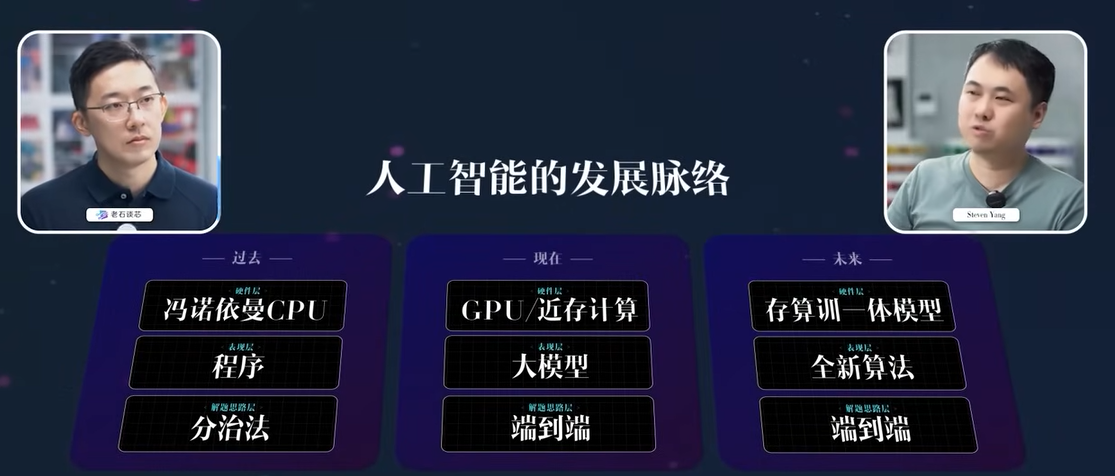 老石谈芯
Steven Yang
人工智能的发展脉络
过去
硬件层
冯诺依曼CPU
表现层
程序
解题思路层
分治法
现在
硬件层
GPU/近存计算
表现层
大模型
解题思路层
端到端
未来
硬件层
存算训一体模型
表现层
全新算法
解题思路层
端到端